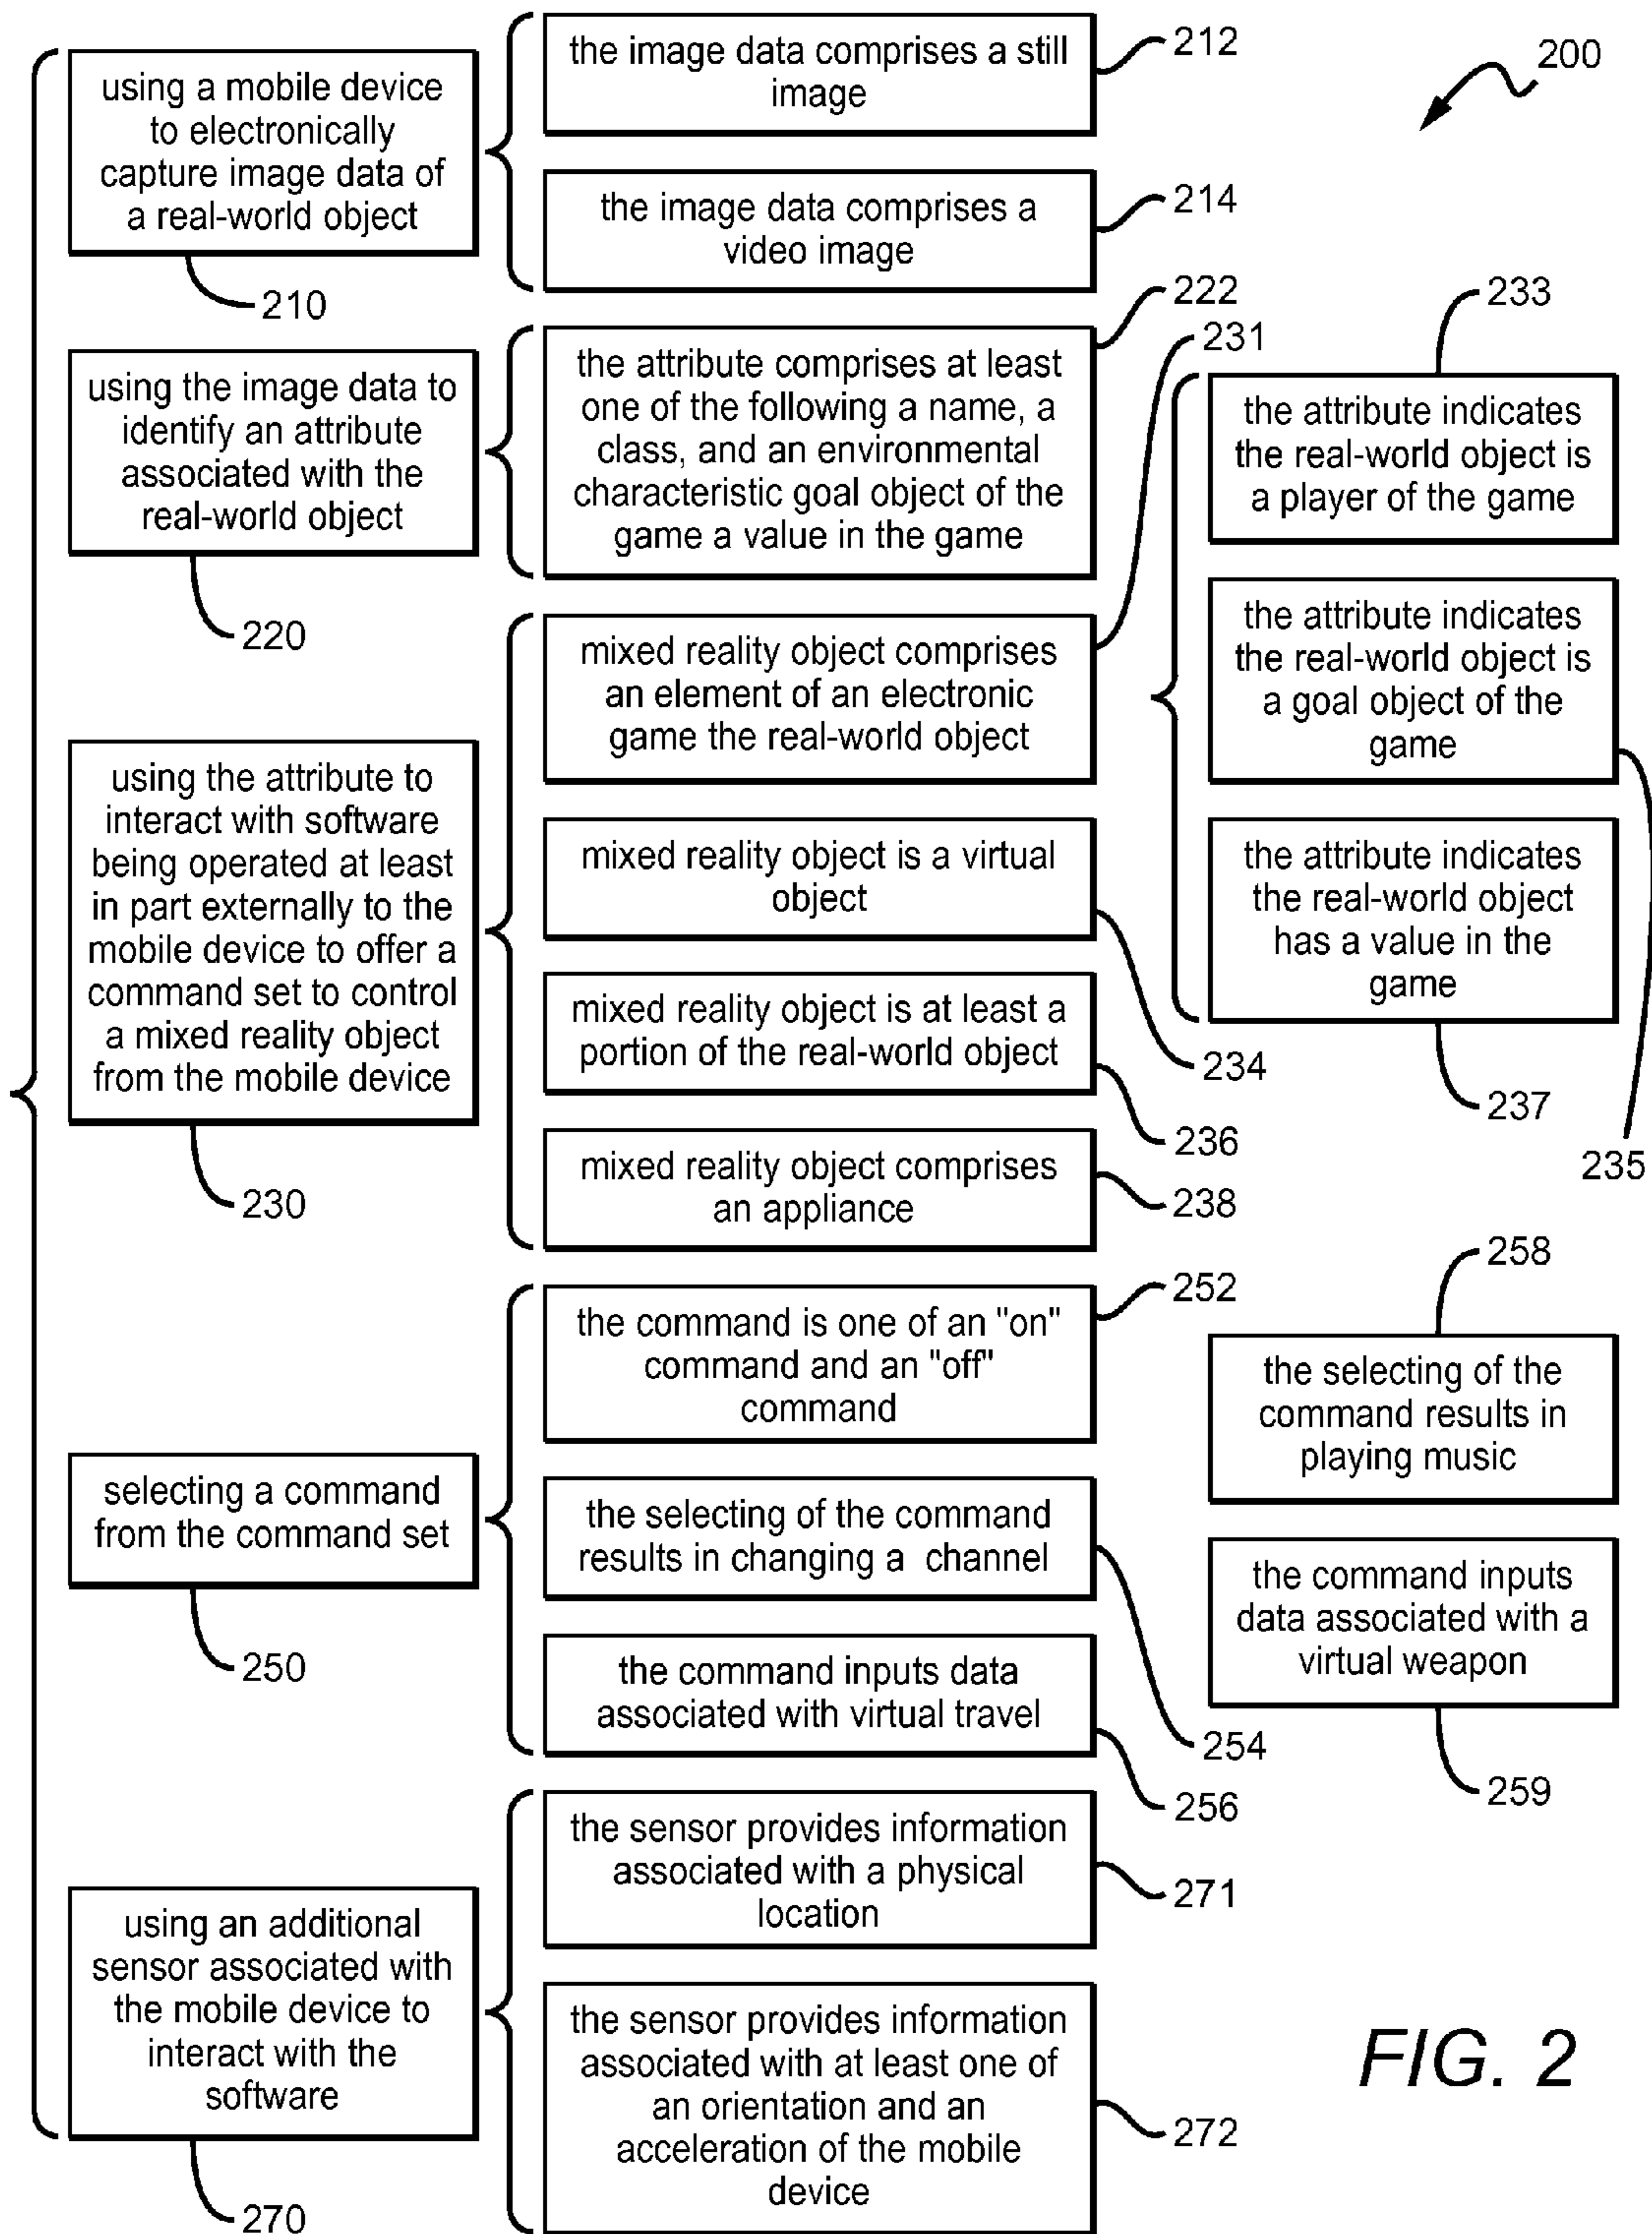 200
using a mobile device
to electronically
capture image data of
a real-world object
210
the image data comprises a still
image
212
the image data comprises a
video image
214
using the image data to
identify an attribute
associated with the
real-world object
220
the attribute comprises at least
one of the following a name, a
class, and an environmental
characteristic goal object of the
game a value in the game
222
using the attribute to
interact with software
being operated at least
in part externally to the
mobile device to offer a
command set to control
a mixed reality object
from the mobile device
230
mixed reality object comprises
an element of an electronic
game the real-world object
231
the attribute indicates
the real-world object is
a player of the game
233
the attribute indicates
the real-world object is
a goal object of the
game
235
the attribute indicates
the real-world object
has a value in the
game
237
mixed reality object is a virtual
object
234
mixed reality object is at least a
portion of the real-world object
236
mixed reality object comprises
an appliance
238
selecting a command
from the command set
250
the command is one of an "on"
command and an "off"
command
252
the selecting of the command
results in changing a  channel
254
the command inputs data
associated with virtual travel
256
258
the selecting of the
command results in
playing music
the command inputs
data associated with a
virtual weapon
259
using an additional
sensor associated with
the mobile device to
interact with the
software
270
the sensor provides information
associated with a physical
location
271
the sensor provides information
associated with at least one of
an orientation and an
acceleration of the mobile
device
272
FIG. 2